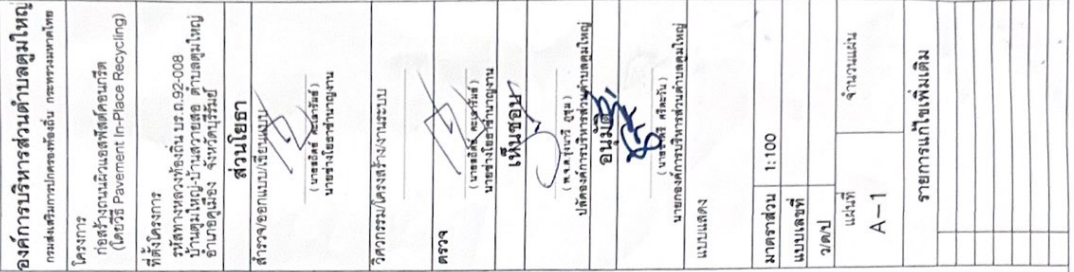 องค์การบริหารส่วนตำบลตูมใหญ่
กรมส่งเสริมการปกครองท้องถิ่น กระทรวงมหาดไทย
โครงการ
ก่อสร้างถนนผิวแอสฟัลต์คอนกรีต
(โดยวิธี Pavement In-Place Recycling)
ที่ตั้งโครงการ
รหัสทางหลวงท้องถิ่น บร.ถ.92-008
บ้านตูมใหญ่-บ้านสวายสอ ตำบลตูมใหญ่
อำเภอคูเมือง จังหวัดบุรีรัมย์
ส่วนโยธา
สำรวจ/ออกแบบ/เขียนแบบ
นายช่างโยธาชำนาญงาน
วิศวกรรม/โครงสร้าง/งานระบบ
ตรวจ
นายช่างโยธาชำนาญงาน
เห็นชอบ
ปลัดองค์การบริหารส่วนตำบลตูมใหญ่
อนุมัติ
นายกองค์การบริหารส่วนตำบลตูมใหญ่
แบบแสดง
มาตราส่วน 1:100
แบบเลขที่
ว/ด/ป
แผ่นที่ จำนวนแผ่น
A-1
รายการแก้ไขเพิ่มเติม